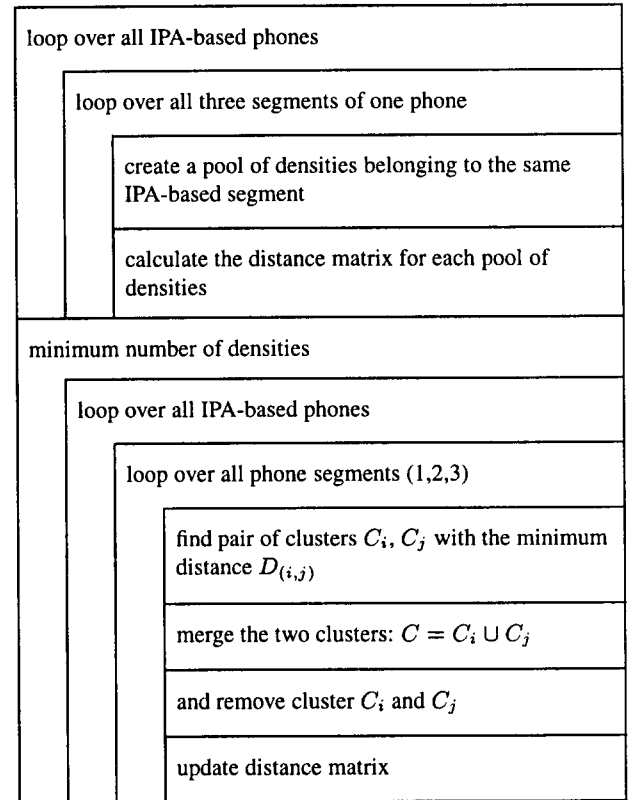 loop over all IPA-based phones
loop over all three segments of one phone
create a pool of densities belonging to the same
IPA-based segment
calculate the distance matrix for each pool of
densities
minimum number of densities
loop over all IPA-based phones
loop over all phone segments (1,2,3)
find pair of clusters C_i, C_j with the minimum
distance D_(i,j)
merge the two clusters: C = C_i ∪ C_j
and remove cluster C_i and C_j
update distance matrix